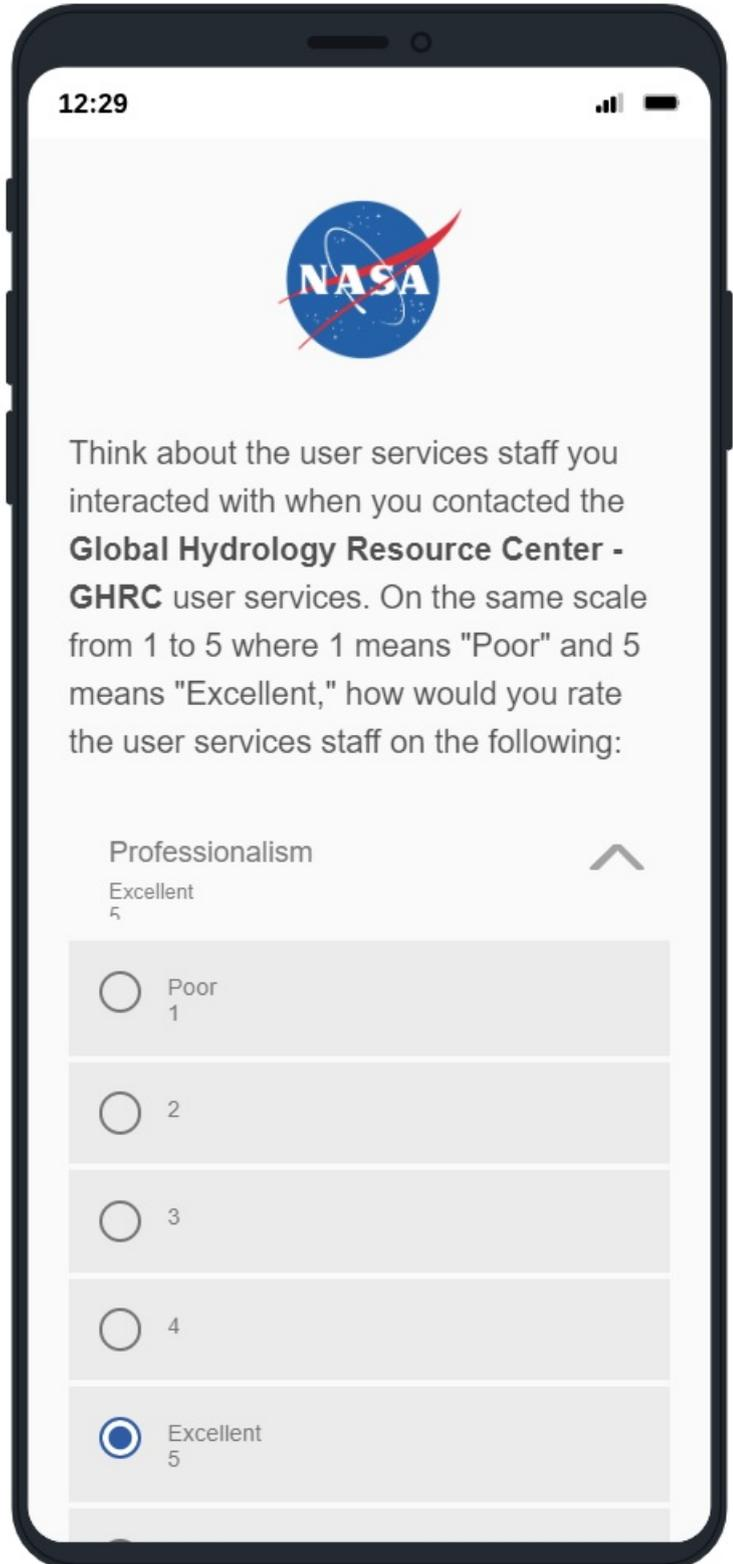 12:29
NASA
Think about the user services staff you
interacted with when you contacted the
Global Hydrology Resource Center -
GHRC user services. On the same scale
from 1 to 5 where 1 means "Poor" and 5
means "Excellent," how would you rate
the user services staff on the following:
Professionalism
Excellent
5
Poor
1
2
3
4
Excellent
5